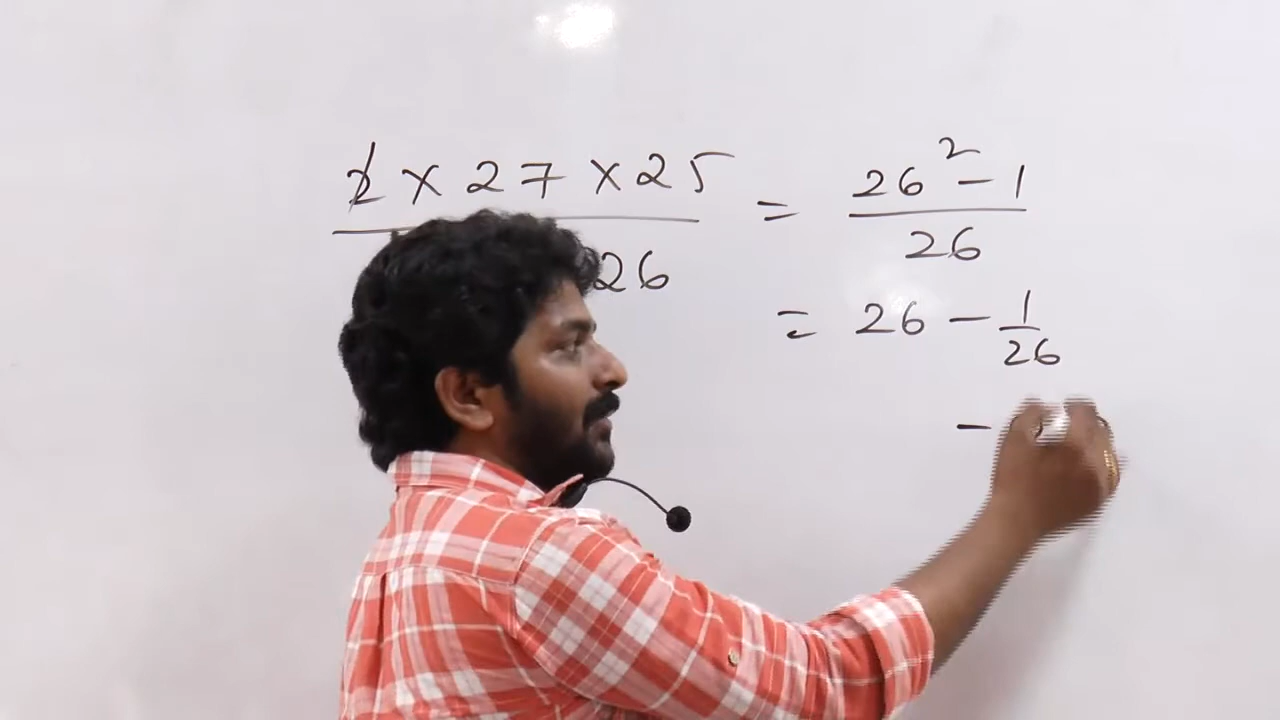 2 × 27 × 25 = 26² - 1
26 26
= 26 - 1/26
-